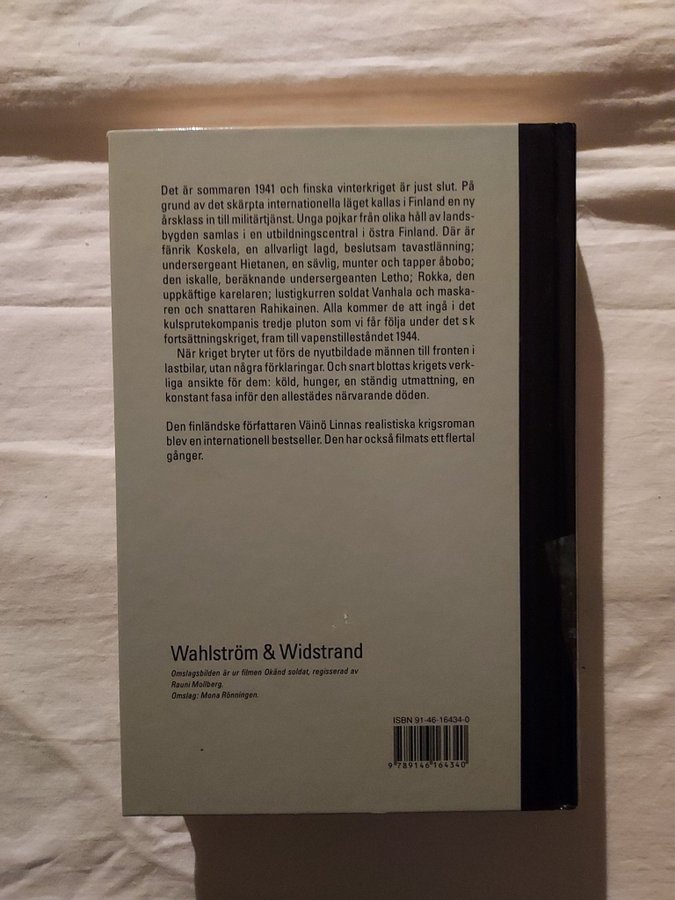 Det är sommaren 1941 och finska vinterkriget är just slut. På
grund av det skärpta internationella läget kallas i Finland en ny
årsklass in till militärtjänst. Unga pojkar från olika håll av lands-
bygden samlas i en utbildningscentral i östra Finland. Där är
fänrik Koskela, en allvarligt lagd, beslutsam tavastlänning;
undersergeant Hietanen, en sävlig, munter och tapper åbobo;
den iskalle, beräknande undersergeanten Letho; Rokka, den
uppkäftige karelaren; lustigkurren soldat Vanhala och maska-
ren och snattaren Rahikainen. Alla kommer de att ingå i det
kulsprutekompanis tredje pluton som vi får följa under det s k
fortsättningskriget, fram till vapenstilleståndet 1944.
När kriget bryter ut förs de nyutbildade männen till fronten i
lastbilar, utan några förklaringar. Och snart blottas krigets verk-
liga ansikte för dem: köld, hunger, en ständig utmattning, en
konstant fasa inför den allestädes närvarande döden.
Den finländske författaren Väinö Linnas realistiska krigsroman
blev en internationell bestseller. Den har också filmats ett flertal
gånger.
Wahlström & Widstrand
Omslagsbilden är ur filmen Okänd soldat, regisserad av
Rauni Mollberg.
Omslag: Mona Rönningen.
ISBN 91-46-16434-0
9 789146 164340